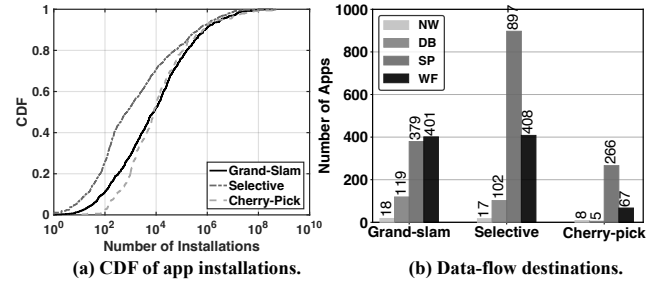 1
0.8
0.6
0.4
0.2
0
CDF
10^0 10^2 10^4 10^6 10^8 10^10
Number of Installations
Grand-Slam
Selective
Cherry-Pick
(a) CDF of app installations.
1000
800
600
400
200
0
Number of Apps
NW
DB
SP
WF
18 119 379 401
17 102 897 408
8 5 266 67
Grand-slam Selective Cherry-pick
(b) Data-flow destinations.